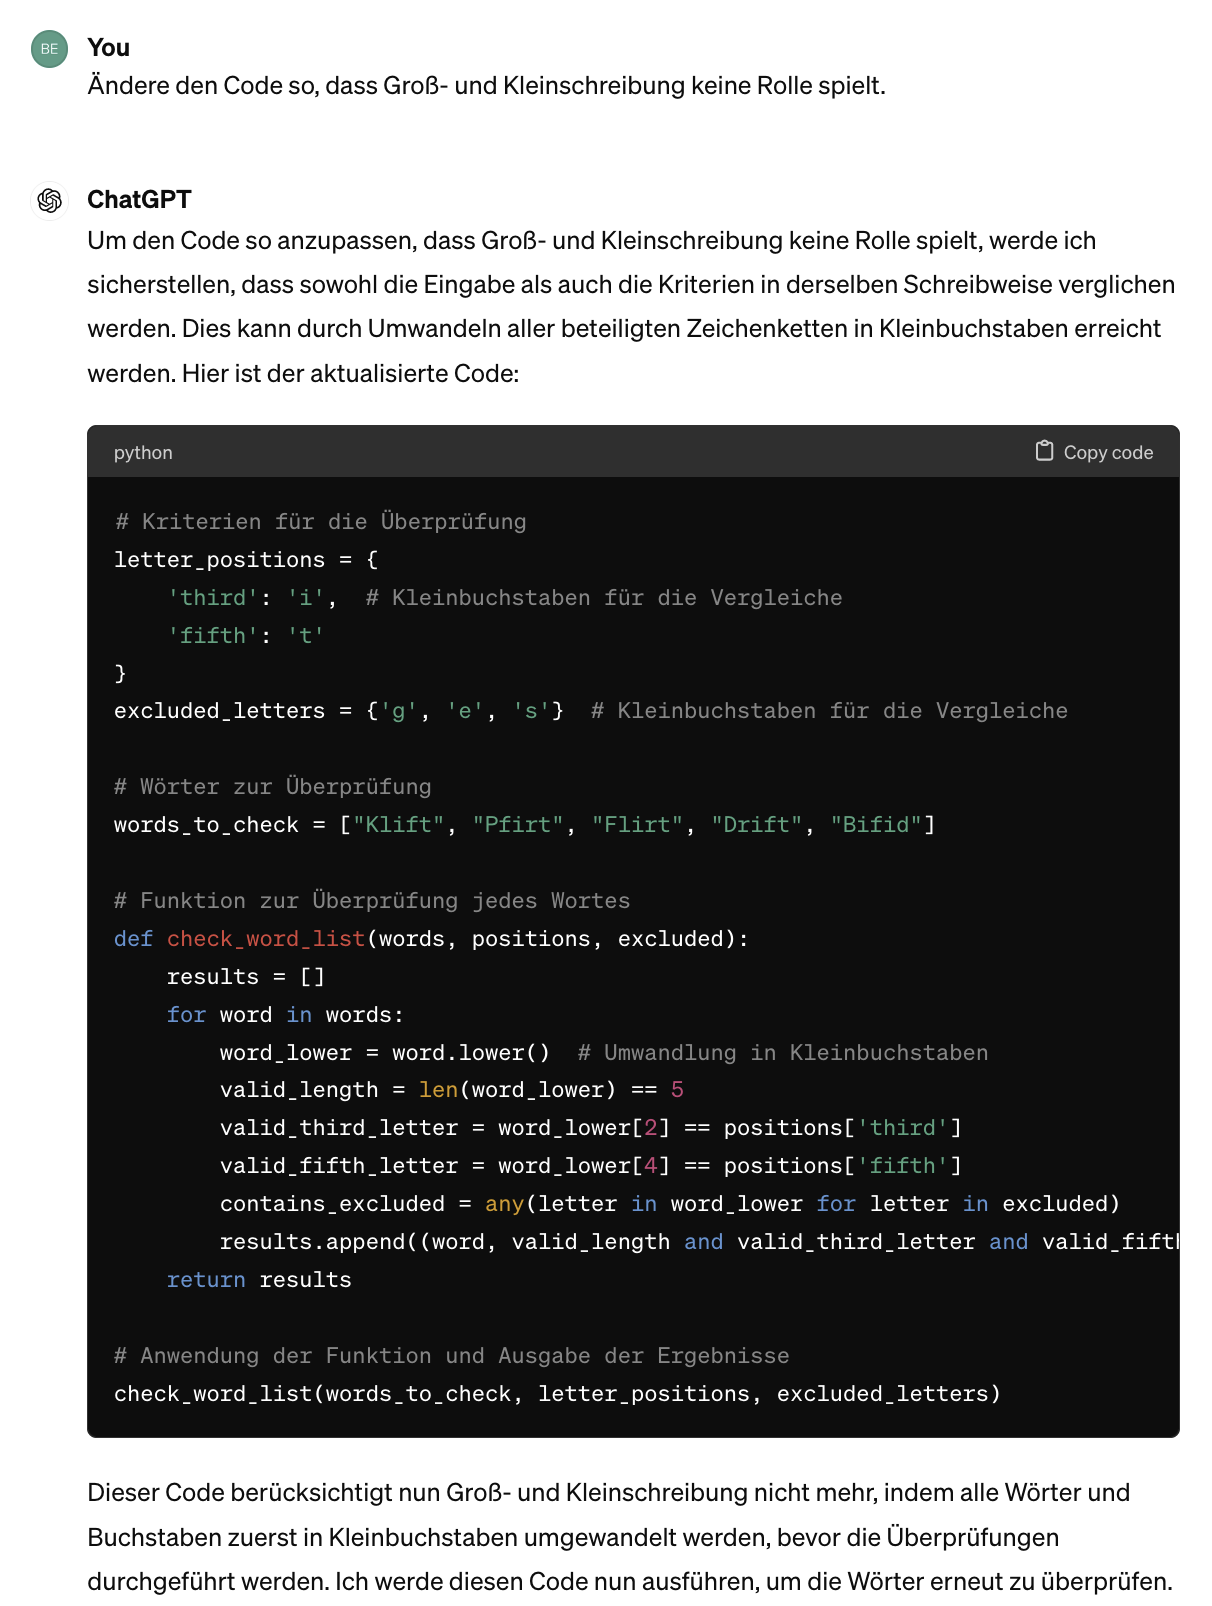 BE
You
Ändere den Code so, dass Groß- und Kleinschreibung keine Rolle spielt.
ChatGPT
Um den Code so anzupassen, dass Groß- und Kleinschreibung keine Rolle spielt, werde ich
sicherstellen, dass sowohl die Eingabe als auch die Kriterien in derselben Schreibweise verglichen
werden. Dies kann durch Umwandeln aller beteiligten Zeichenketten in Kleinbuchstaben erreicht
werden. Hier ist der aktualisierte Code:
python Copy code
# Kriterien für die Überprüfung
letter_positions = {
    'third': 'i',  # Kleinbuchstaben für die Vergleiche
    'fifth': 't'
}
excluded_letters = {'g', 'e', 's'}  # Kleinbuchstaben für die Vergleiche
# Wörter zur Überprüfung
words_to_check = ["Klift", "Pfirt", "Flirt", "Drift", "Bifid"]
# Funktion zur Überprüfung jedes Wortes
def check_word_list(words, positions, excluded):
    results = []
    for word in words:
        word_lower = word.lower()  # Umwandlung in Kleinbuchstaben
        valid_length = len(word_lower) == 5
        valid_third_letter = word_lower[2] == positions['third']
        valid_fifth_letter = word_lower[4] == positions['fifth']
        contains_excluded = any(letter in word_lower for letter in excluded)
        results.append((word, valid_length and valid_third_letter and valid_fifth
    return results
# Anwendung der Funktion und Ausgabe der Ergebnisse
check_word_list(words_to_check, letter_positions, excluded_letters)
Dieser Code berücksichtigt nun Groß- und Kleinschreibung nicht mehr, indem alle Wörter und
Buchstaben zuerst in Kleinbuchstaben umgewandelt werden, bevor die Überprüfungen
durchgeführt werden. Ich werde diesen Code nun ausführen, um die Wörter erneut zu überprüfen.